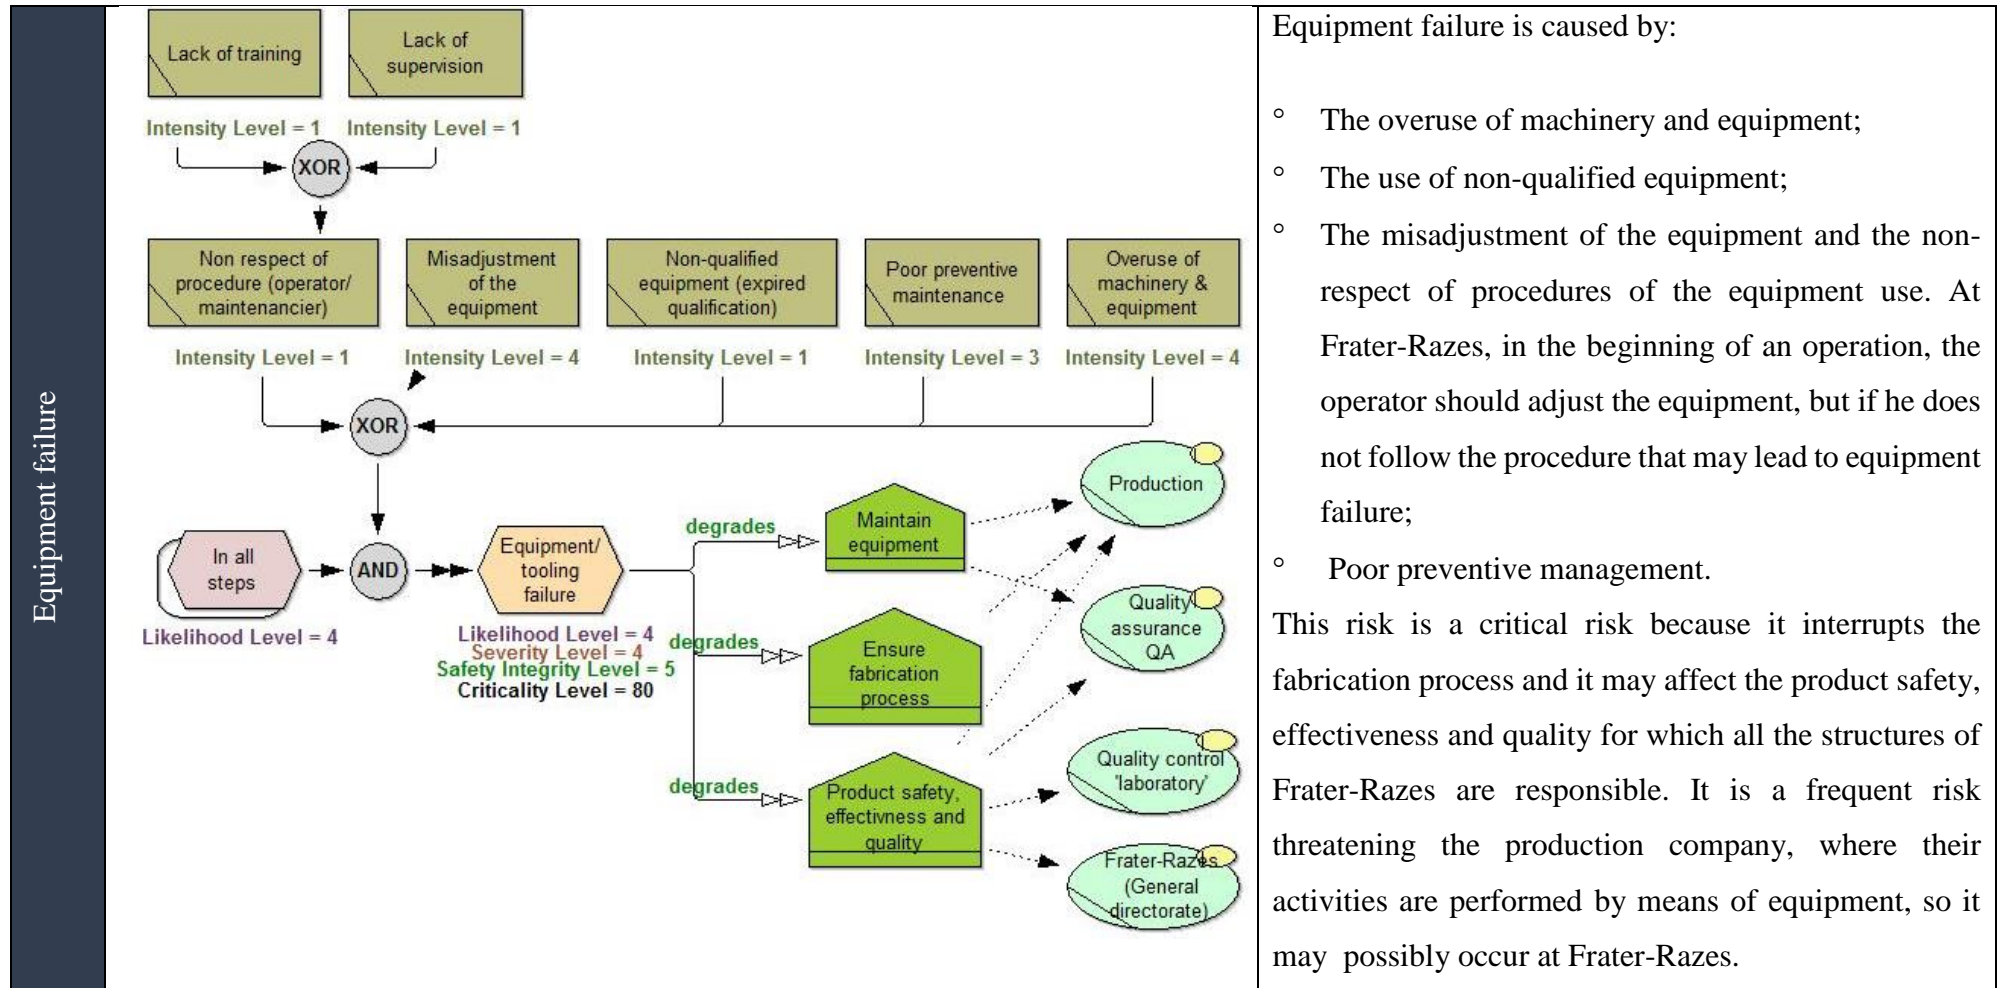 Equipment failure
Lack of training
Lack of
supervision
Intensity Level = 1
Intensity Level = 1
XOR
Non respect of
procedure (operator/
maintenancier)
Misadjustment
of the
equipment
Non-qualified
equipment (expired
qualification)
Poor preventive
maintenance
Overuse of
machinery &
equipment
Intensity Level = 1
Intensity Level = 4
Intensity Level = 1
Intensity Level = 3
Intensity Level = 4
XOR
In all
steps
Likelihood Level = 4
AND
Equipment/
tooling
failure
Likelihood Level = 4
Severity Level = 4
Safety Integrity Level = 5
Criticality Level = 80
degrades
degrades
degrades
Maintain
equipment
Ensure
fabrication
process
Product safety,
effectivness and
quality
Production
Quality
assurance
QA
Quality control
'laboratory'
Frater-Razes
(General
directorate)
Equipment failure is caused by:
° The overuse of machinery and equipment;
° The use of non-qualified equipment;
° The misadjustment of the equipment and the non-
respect of procedures of the equipment use. At
Frater-Razes, in the beginning of an operation, the
operator should adjust the equipment, but if he does
not follow the procedure that may lead to equipment
failure;
° Poor preventive management.
This risk is a critical risk because it interrupts the
fabrication process and it may affect the product safety,
effectiveness and quality for which all the structures of
Frater-Razes are responsible. It is a frequent risk
threatening the production company, where their
activities are performed by means of equipment, so it
may possibly occur at Frater-Razes.